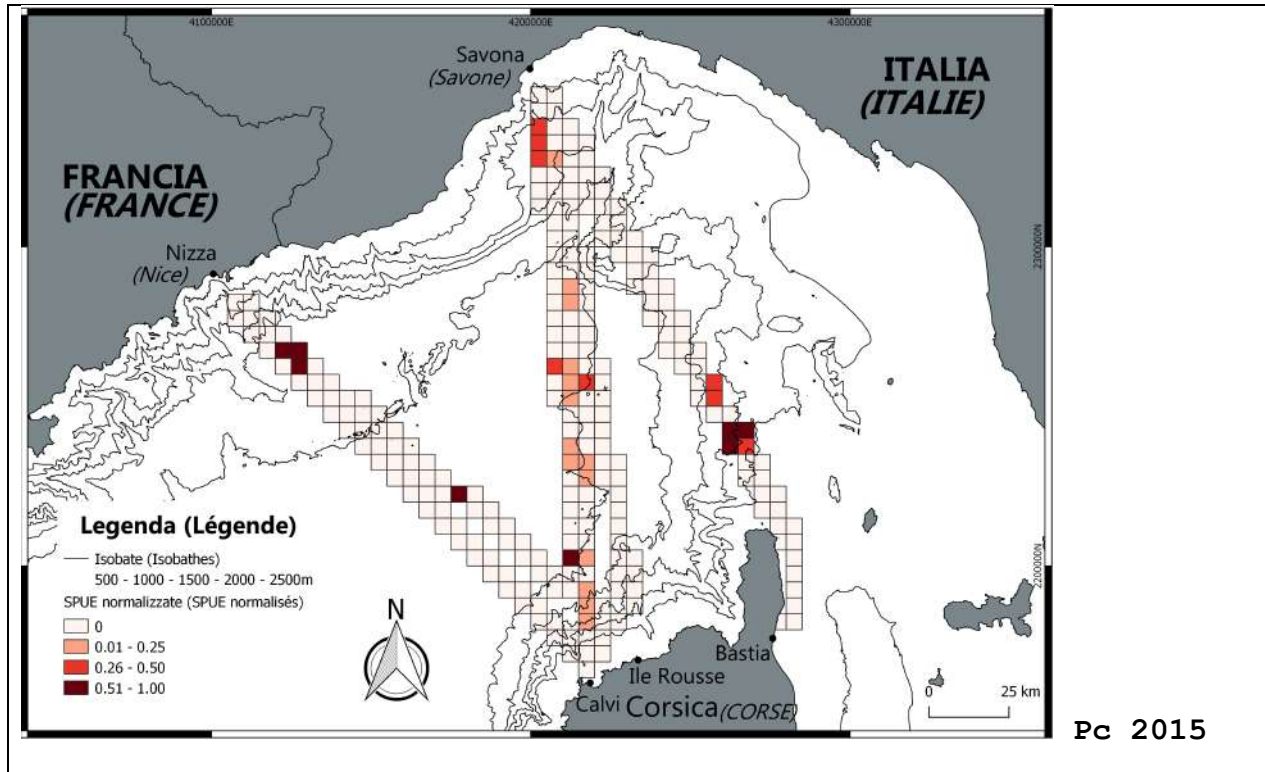 4100000E
4200000E
4300000E
Savona
(Savone)
ITALIA
(ITALIE)
FRANCIA
(FRANCE)
Nizza
(Nice)
2300000N
2200000N
Legenda (Légende)
Isobate (Isobathes)
500 - 1000 - 1500 - 2000 - 2500m
SPUE normalizzate (SPUE normalisés)
0
0.01 - 0.25
0.26 - 0.50
0.51 - 1.00
N
Bastia
Ile Rousse
Calvi
Corsica(CORSE)
0 25 km
Pc 2015